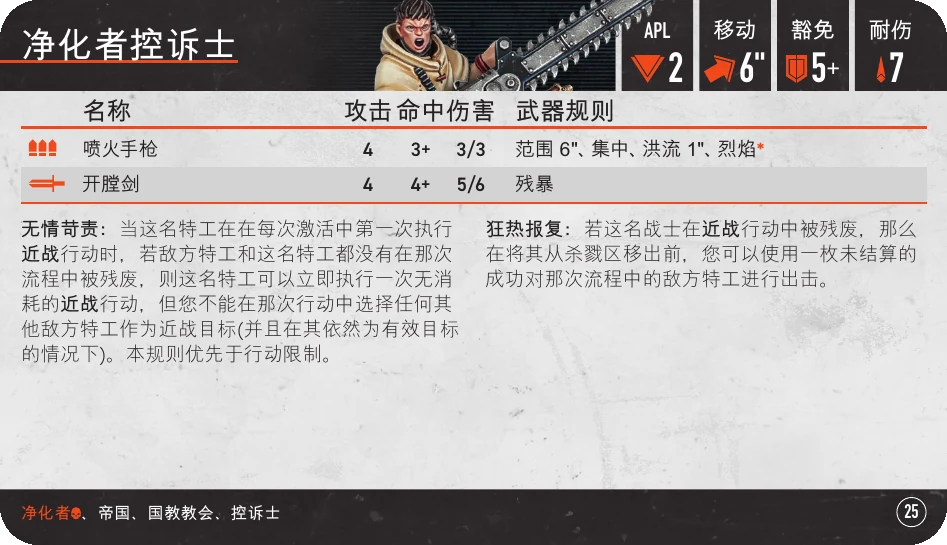 净化者控诉士
APL 移动 豁免 耐伤
2 6" 5+ 7
名称 攻击 命中 伤害 武器规则
喷火手枪 4 3+ 3/3 范围 6"、集中、洪流 1"、烈焰*
开膛剑 4 4+ 5/6 残暴
无情苛责：当这名特工在在每次激活中第一次执行
近战行动时，若敌方特工和这名特工都没有在那次
流程中被残废，则这名特工可以立即执行一次无消
耗的近战行动，但您不能在那次行动中选择任何其
他敌方特工作为近战目标(并且在其依然为有效目标
的情况下)。本规则优先于行动限制。
狂热报复：若这名战士在近战行动中被残废，那么
在将其从杀戮区移出前，您可以使用一枚未结算的
成功对那次流程中的敌方特工进行出击。
净化者、帝国、国教教会、控诉士
25